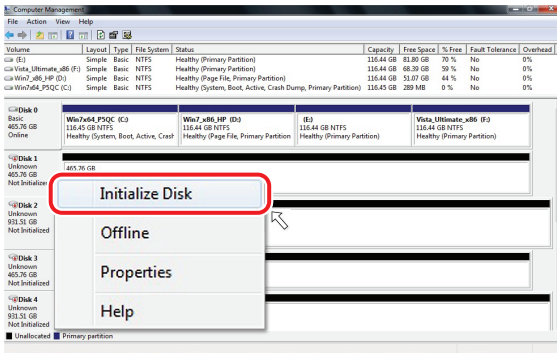 Computer Management
File Action View Help
Volume Layout Type File System Status Capacity Free Space % Free Fault Tolerance Overhead
(E:) Simple Basic NTFS Healthy (Primary Partition) 116.44 GB 81.80 GB 70 % No 0%
Vista_Ultimate_x86 (F:) Simple Basic NTFS Healthy (Primary Partition) 116.44 GB 68.39 GB 59 % No 0%
Win7_x86_HP (D:) Simple Basic NTFS Healthy (Page File, Primary Partition) 116.44 GB 51.07 GB 44 % No 0%
Win7x64_P5QC (C:) Simple Basic NTFS Healthy (System, Boot, Active, Crash Dump, Primary Partition) 116.45 GB 289 MB 0 % No 0%
Disk 0
Basic
465.76 GB
Online
Win7x64_P5QC (C:)
116.45 GB NTFS
Healthy (System, Boot, Active, Crash
Win7_x86_HP (D:)
116.44 GB NTFS
Healthy (Page File, Primary Partition
(E:)
116.44 GB NTFS
Healthy (Primary Partition)
Vista_Ultimate_x86 (F:)
116.44 GB NTFS
Healthy (Primary Partition)
Disk 1
Unknown
465.76 GB
Not Initialized
465.76 GB
Disk 2
Unknown
931.51 GB
Not Initialized
Disk 3
Unknown
465.76 GB
Not Initialized
Disk 4
Unknown
931.51 GB
Not Initialized
Initialize Disk
Offline
Properties
Help
Unallocated Primary partition